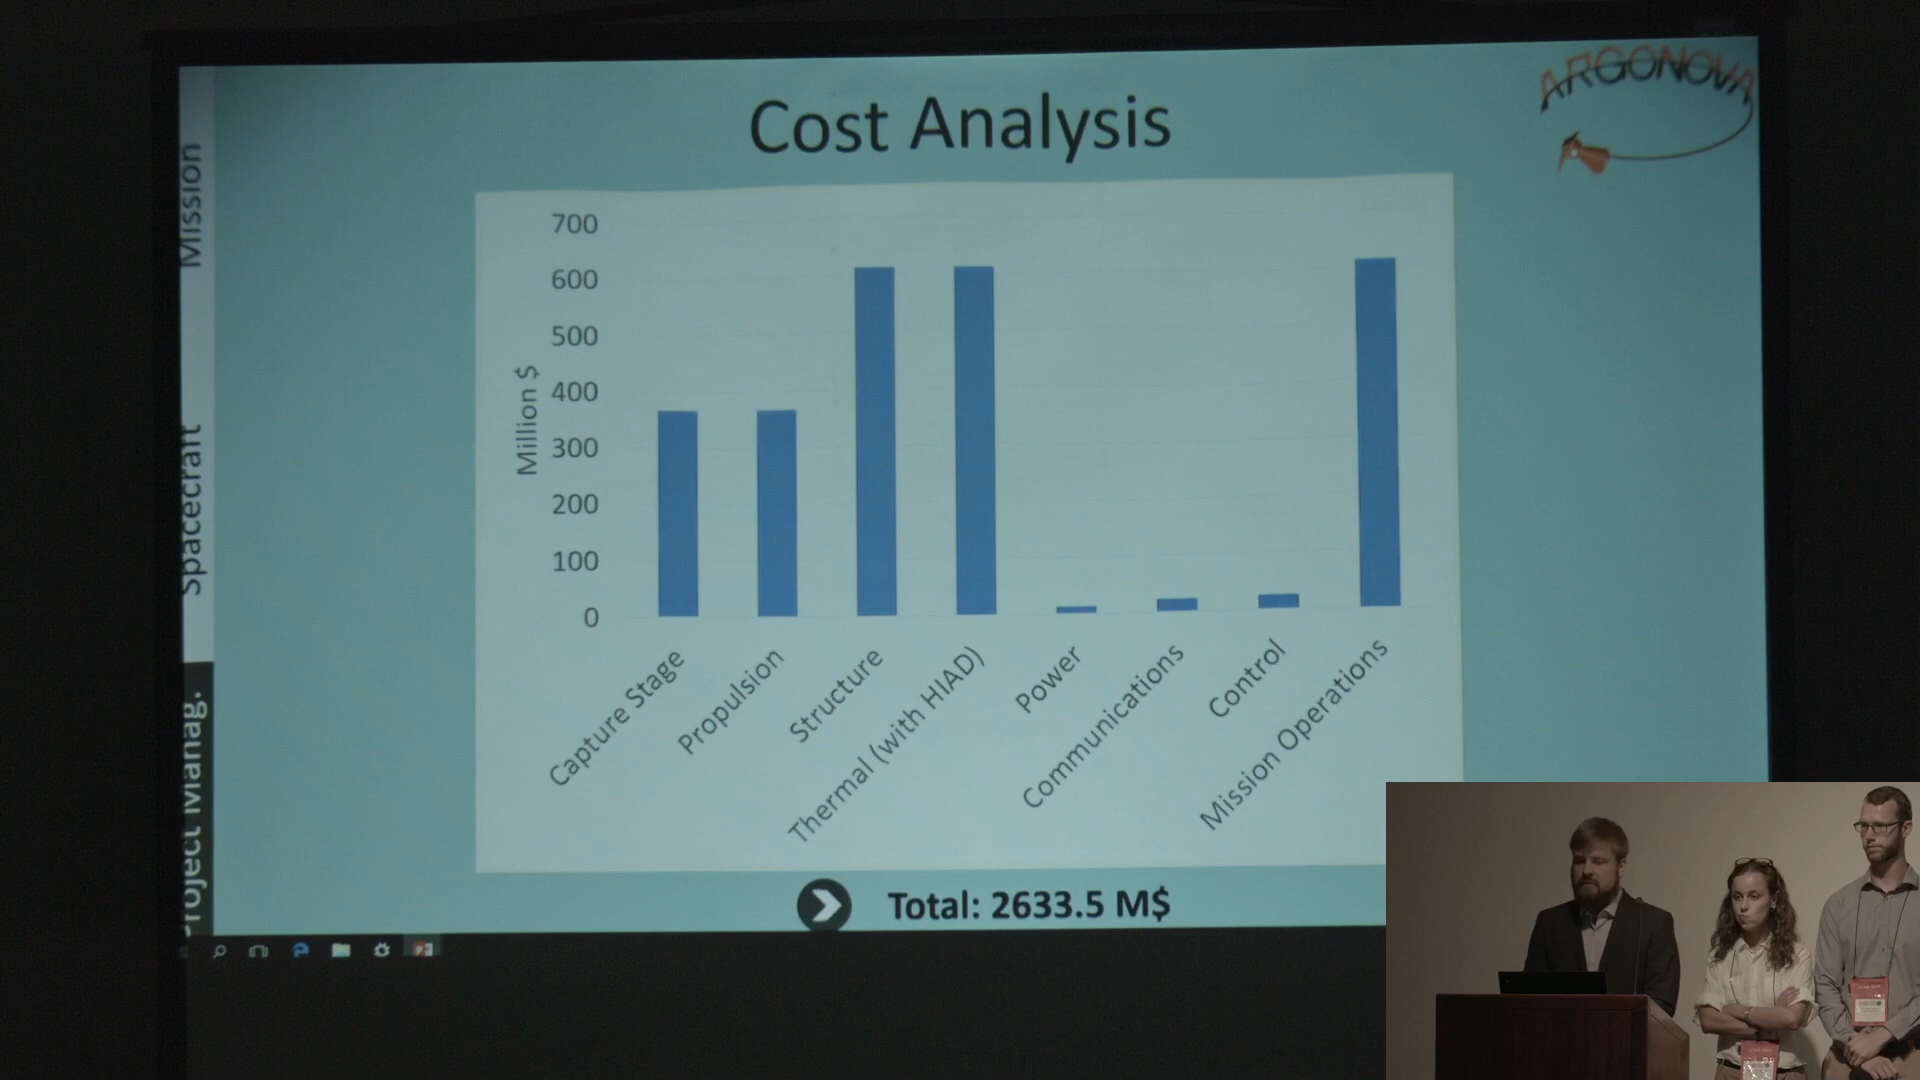 ARGONOVA
Cost Analysis
Mission
Spacecraft
Project Manag.
Million $
700
600
500
400
300
200
100
0
Capture Stage
Propulsion
Structure
Thermal (with HIAD)
Power
Communications
Control
Mission Operations
Total: 2633.5 M$